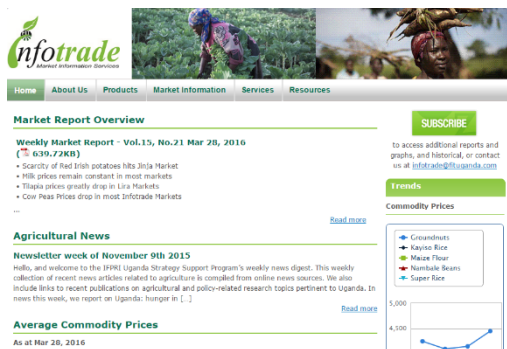 Infotrade
Market Information Services
Home About Us Products Market Information Services Resources
Market Report Overview
Weekly Market Report - Vol.15, No.21 Mar 28, 2016
( 639.72KB)
• Scarcity of Red Irish potatoes hits Jinja Market
• Milk prices remain constant in most markets
• Tilapia prices greatly drop in Lira Markets
• Cow Peas Prices drop in most Infotrade Markets
...
Read more
Agricultural News
Newsletter week of November 9th 2015
Hello, and welcome to the IFPRI Uganda Strategy Support Program's weekly news digest. This weekly
collection of recent news articles related to agriculture is compiled from online news sources. We also
include links to recent publications on agricultural and policy-related research topics pertinent to Uganda. In
news this week, we report on Uganda: hunger in [...]
Read more
Average Commodity Prices
As at Mar 28, 2016
SUBSCRIBE
to access additional reports and
graphs, and historical, or contact
us at infotrade@fituganda.com
Trends
Commodity Prices
Groundnuts
Kayiso Rice
Maize Flour
Nambale Beans
Super Rice
5,000
4,500